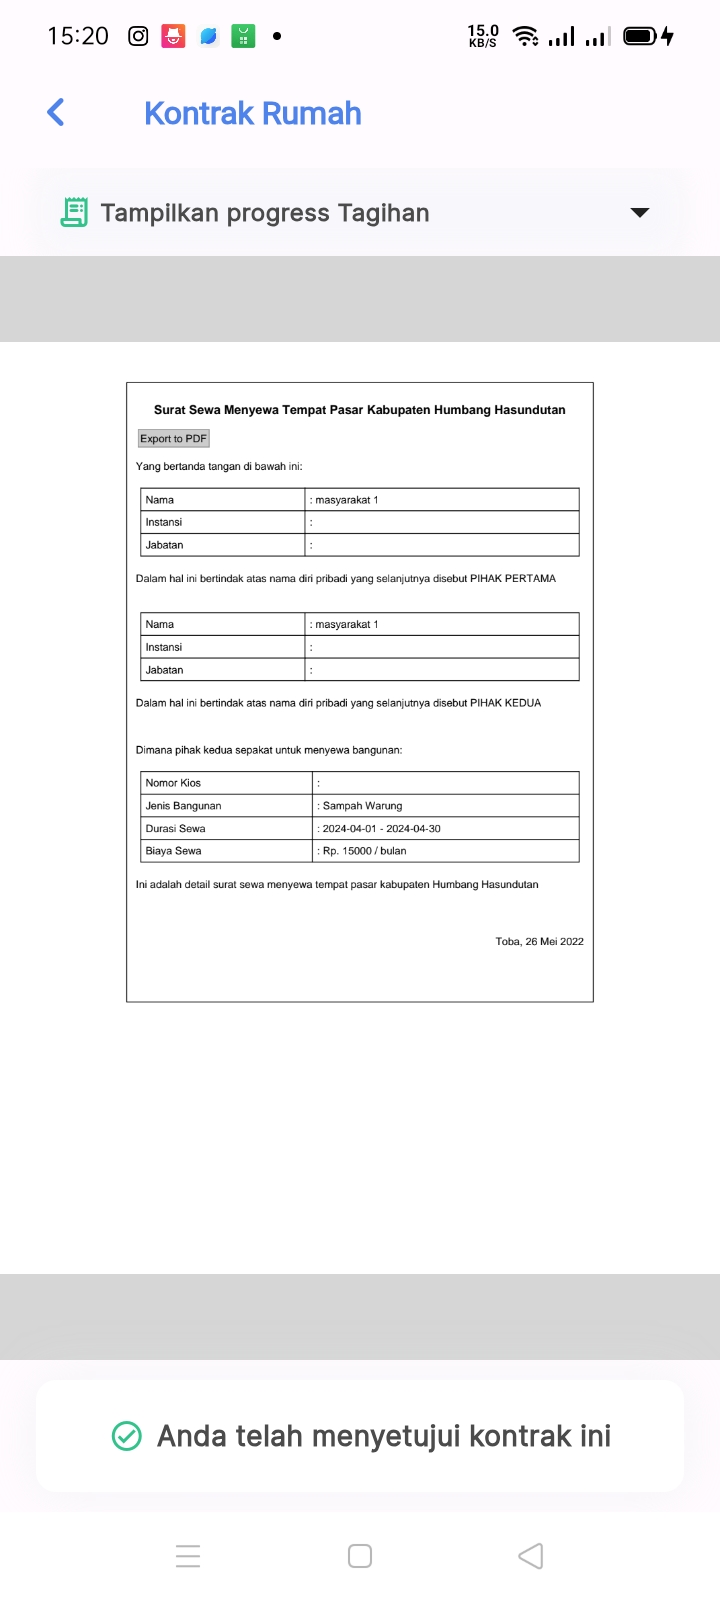 15:20
15.0
KB/S
Kontrak Rumah
Tampilkan progress Tagihan
Surat Sewa Menyewa Tempat Pasar Kabupaten Humbang Hasundutan
Export to PDF
Yang bertanda tangan di bawah ini:
Nama : masyarakat 1
Instansi :
Jabatan :
Dalam hal ini bertindak atas nama diri pribadi yang selanjutnya disebut PIHAK PERTAMA
Nama : masyarakat 1
Instansi :
Jabatan :
Dalam hal ini bertindak atas nama diri pribadi yang selanjutnya disebut PIHAK KEDUA
Dimana pihak kedua sepakat untuk menyewa bangunan:
Nomor Kios :
Jenis Bangunan : Sampah Warung
Durasi Sewa : 2024-04-01 - 2024-04-30
Biaya Sewa : Rp. 15000 / bulan
Ini adalah detail surat sewa menyewa tempat pasar kabupaten Humbang Hasundutan
Toba, 26 Mei 2022
Anda telah menyetujui kontrak ini